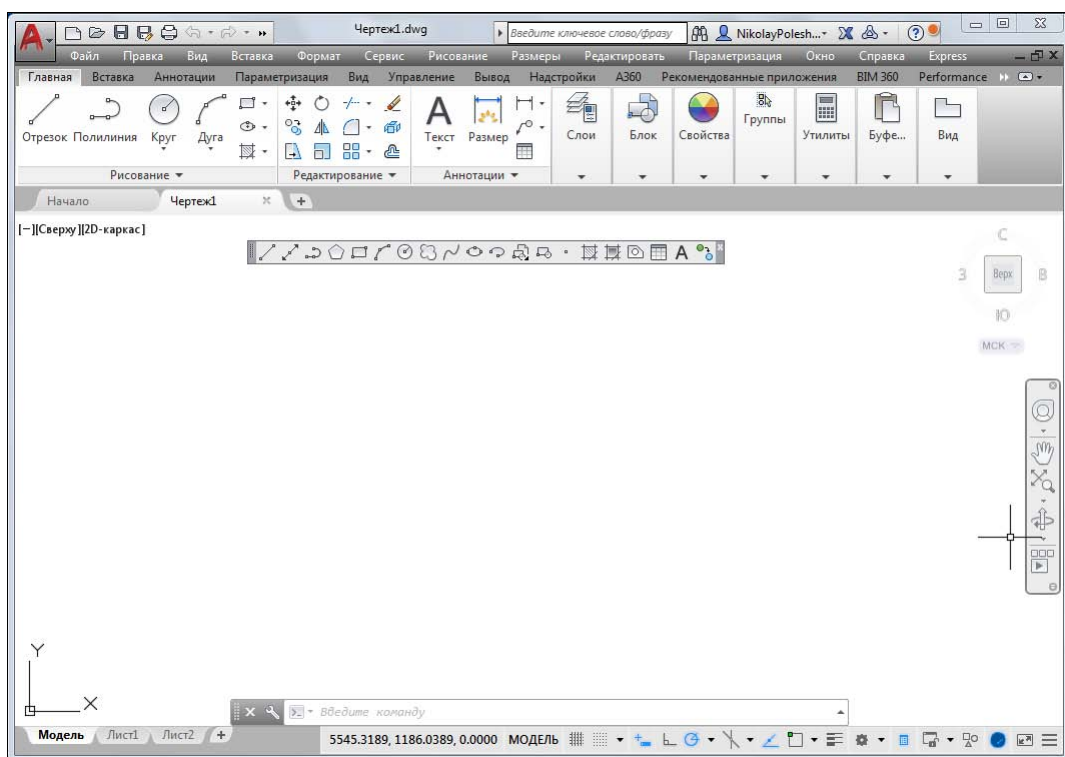 Чертеж1.dwg Введите ключевое слово/фразу NikolayPolesh...
Файл Правка Вид Вставка Формат Сервис Рисование Размеры Редактировать Параметризация Окно Справка Express
Главная Вставка Аннотации Параметризация Вид Управление Вывод Надстройки A360 Рекомендованные приложения BIM 360 Performance
Отрезок Полилиния Круг Дуга Текст Размер Слои Блок Свойства Группы Утилиты Буфе... Вид
Рисование Редактирование Аннотации
Начало Чертеж1
[−][Сверху][2D-каркас]
С
З Верх В
Ю
МСК
Y
X
Введите команду
Модель Лист1 Лист2 5545.3189, 1186.0389, 0.0000 МОДЕЛЬ